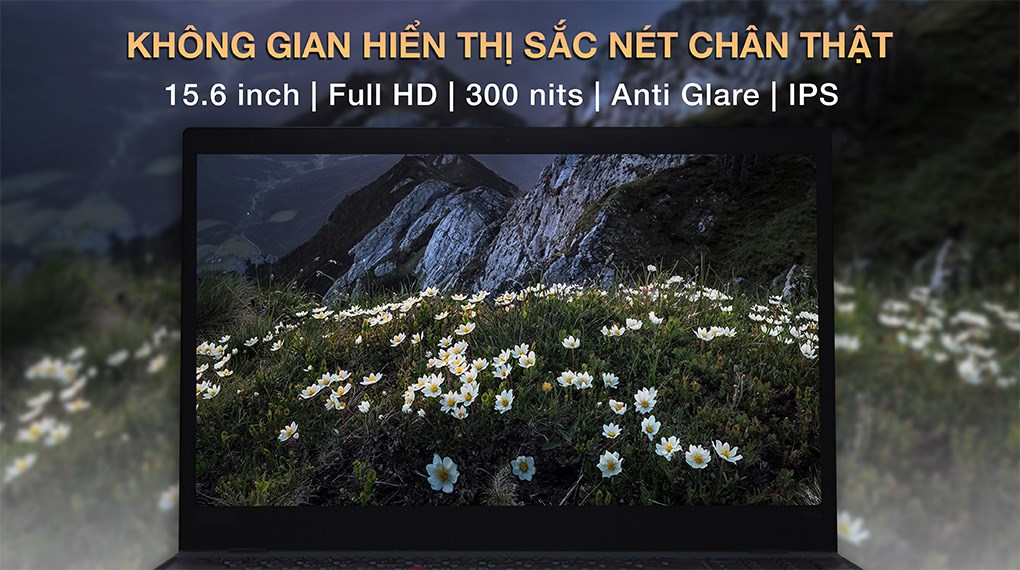 KHÔNG GIAN HIỂN THỊ SẮC NÉT CHÂN THẬT
15.6 inch | Full HD | 300 nits | Anti Glare | IPS